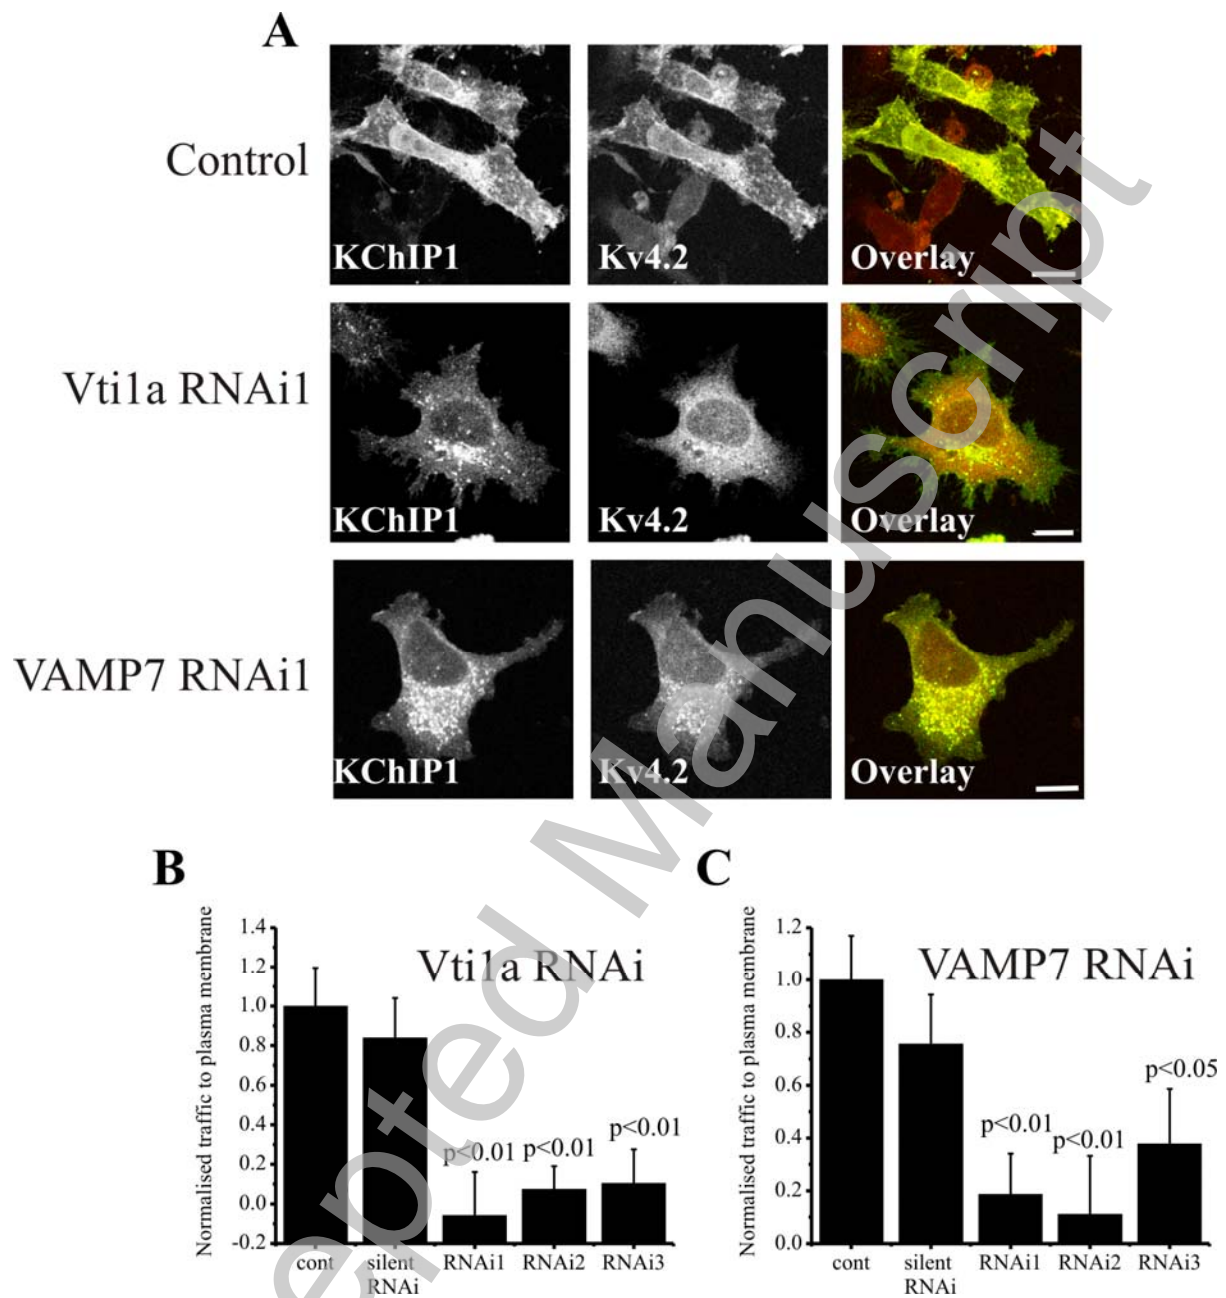 A
Control
KChIP1 Kv4.2 Overlay
Vti1a RNAi1
KChIP1 Kv4.2 Overlay
VAMP7 RNAi1
KChIP1 Kv4.2 Overlay
B
Normalised traffic to plasma membrane
1.4
1.2
1.0
0.8
0.6
0.4
0.2
0.0
-0.2
Vti1a RNAi
p<0.01 p<0.01 p<0.01
cont silent RNAi1 RNAi2 RNAi3
RNAi
C
Normalised traffic to plasma membrane
1.2
1.0
0.8
0.6
0.4
0.2
0.0
VAMP7 RNAi
p<0.01 p<0.01 p<0.05
cont silent RNAi1 RNAi2 RNAi3
RNAi
epted Manuscript